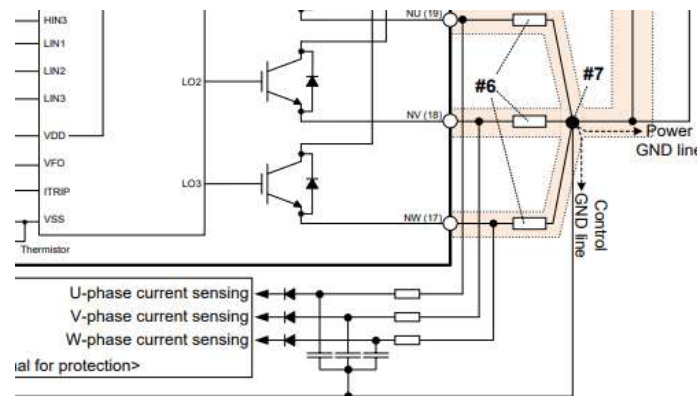 HIN3
LIN1
LIN2
LIN3
VDD
VFO
ITRIP
VSS
Thermistor
LO2
LO3
NU (19)
NV (18)
NW (17)
#6
#7
Power
GND line
Control
GND line
U-phase current sensing
V-phase current sensing
W-phase current sensing
nal for protection>